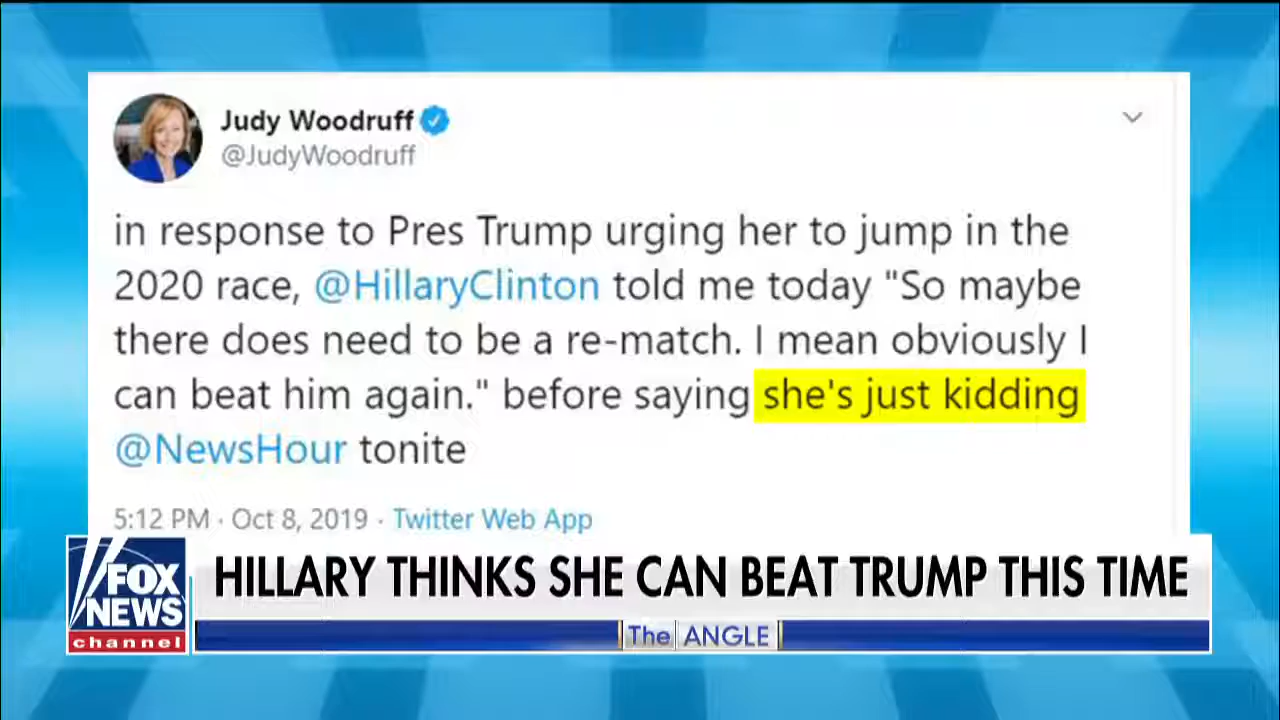 Judy Woodruff
@JudyWoodruff
in response to Pres Trump urging her to jump in the
2020 race, @HillaryClinton told me today "So maybe
there does need to be a re-match. I mean obviously I
can beat him again." before saying she's just kidding
@NewsHour tonite
5:12 PM · Oct 8, 2019 · Twitter Web App
FOX
NEWS
channel
HILLARY THINKS SHE CAN BEAT TRUMP THIS TIME
The ANGLE